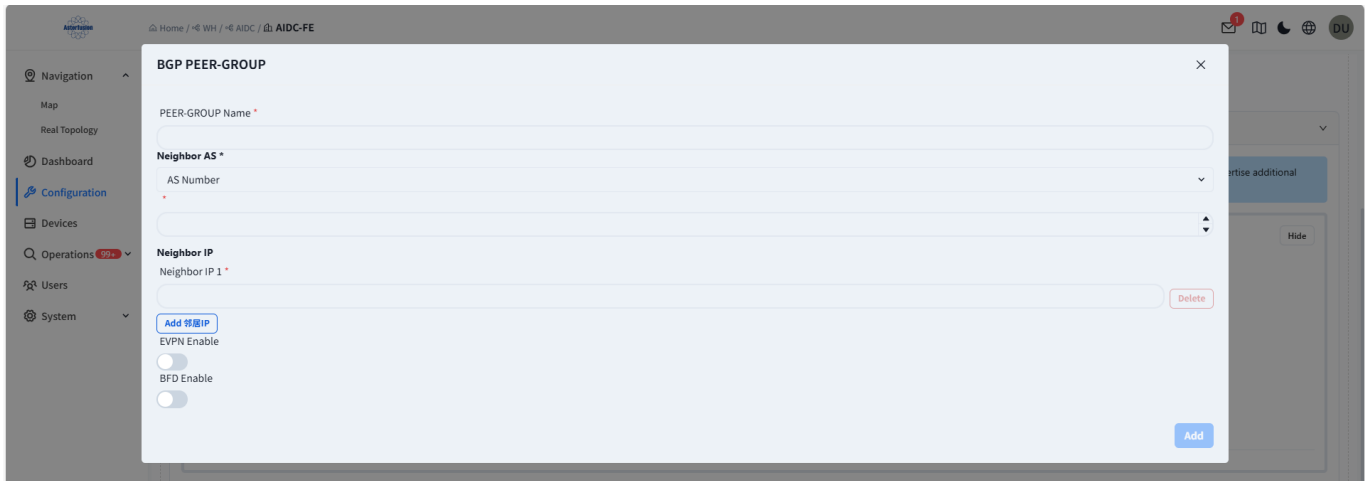 Asterfusion
Home / WH / AIDC / AIDC-FE
1
DU
Navigation
Map
Real Topology
Dashboard
Configuration
Devices
Operations 99+
Users
System
BGP PEER-GROUP
PEER-GROUP Name *
Neighbor AS *
AS Number
*
Neighbor IP
Neighbor IP 1 *
Delete
Add 邻居IP
EVPN Enable
BFD Enable
Add
ertise additional
Hide